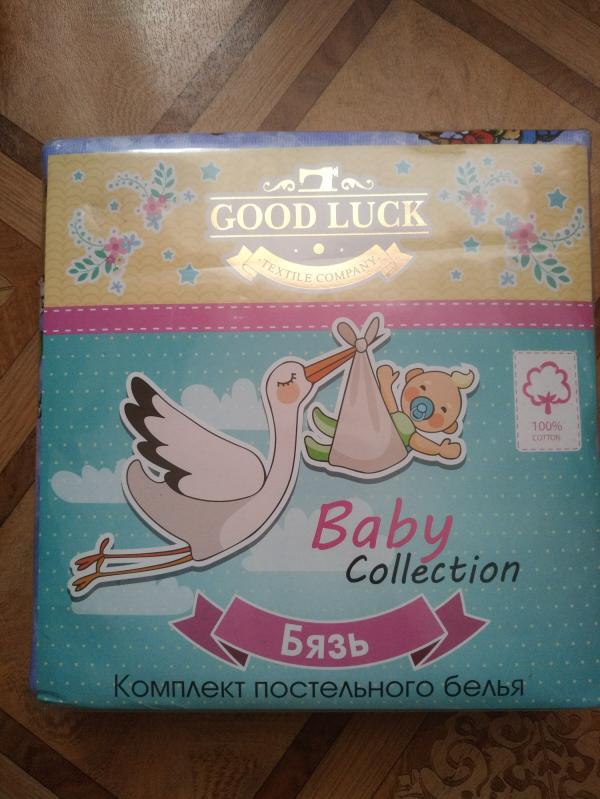 GOOD LUCK
TEXTILE COMPANY
100%
COTTON
Baby
Collection
Бязь
Комплект постельного белья